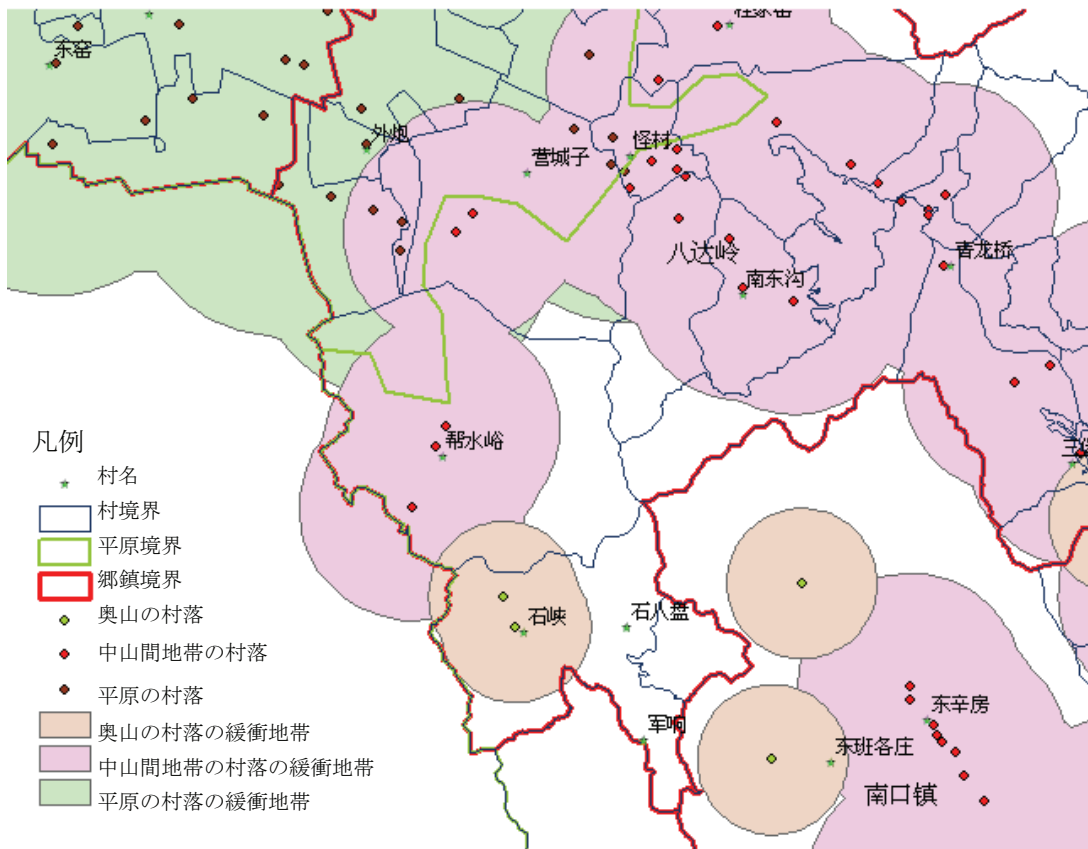 东窑
外炮
营城子
怪村
八达岭
南东沟
青龙桥
帮水峪
石峡
石八盘
军响
东辛房
东班各庄
南口镇
凡例
村名
村境界
平原境界
郷鎮境界
奥山の村落
中山間地帯の村落
平原の村落
奥山の村落の緩衝地帯
中山間地帯の村落の緩衝地帯
平原の村落の緩衝地帯